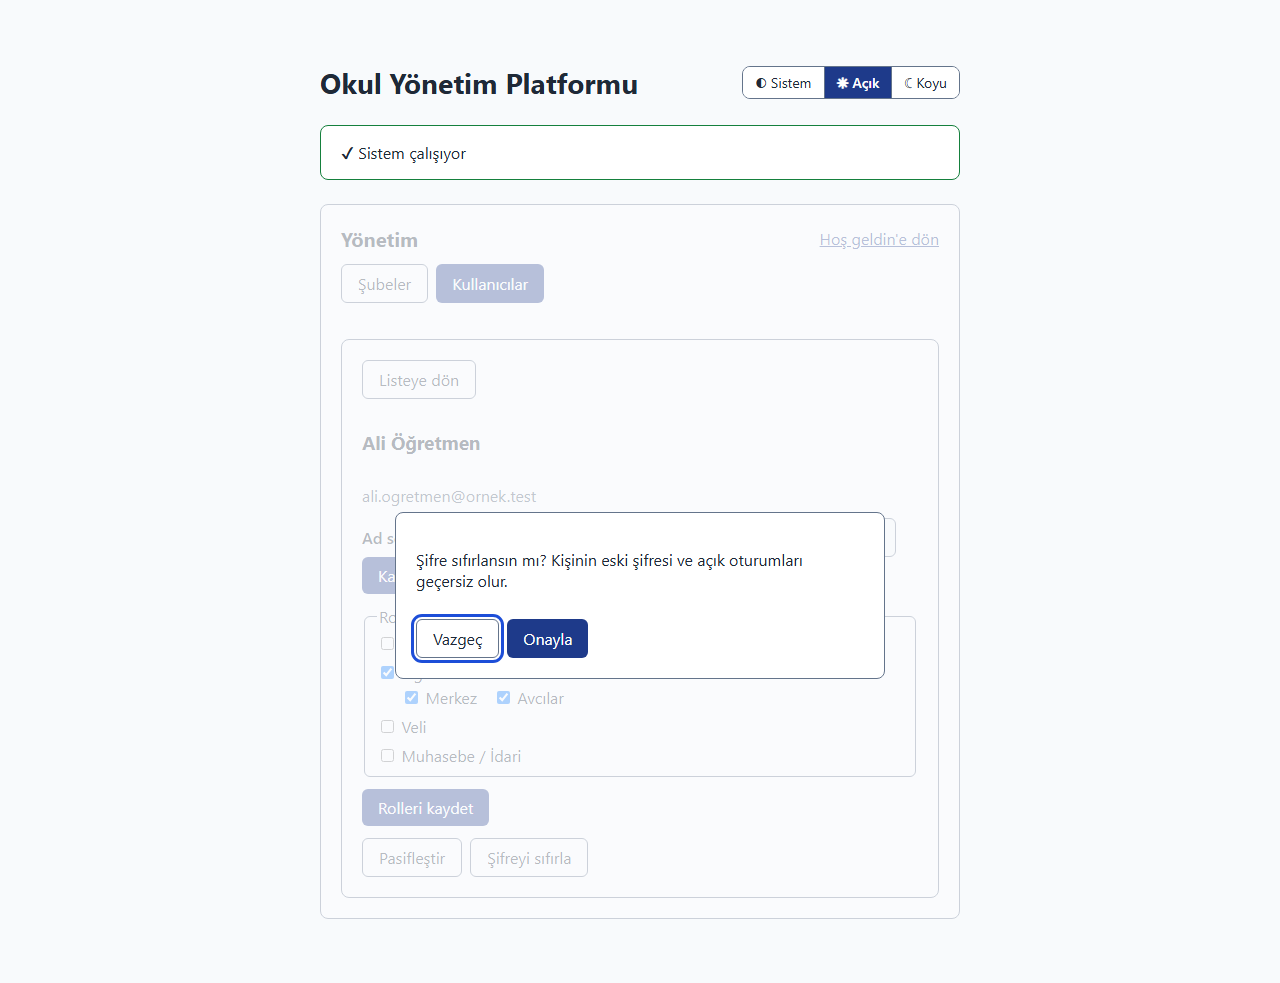 Okul Yönetim Platformu
Sistem
Açık
Koyu
✓ Sistem çalışıyor
Yönetim
Hoş geldin'e dön
Şubeler
Kullanıcılar
Listeye dön
Ali Öğretmen
ali.ogretmen@ornek.test
Ad
Şifre sıfırlansın mı? Kişinin eski şifresi ve açık oturumları
geçersiz olur.
Vazgeç
Onayla
Merkez
Avcılar
Veli
Muhasebe / İdari
Rolleri kaydet
Pasifleştir
Şifreyi sıfırla